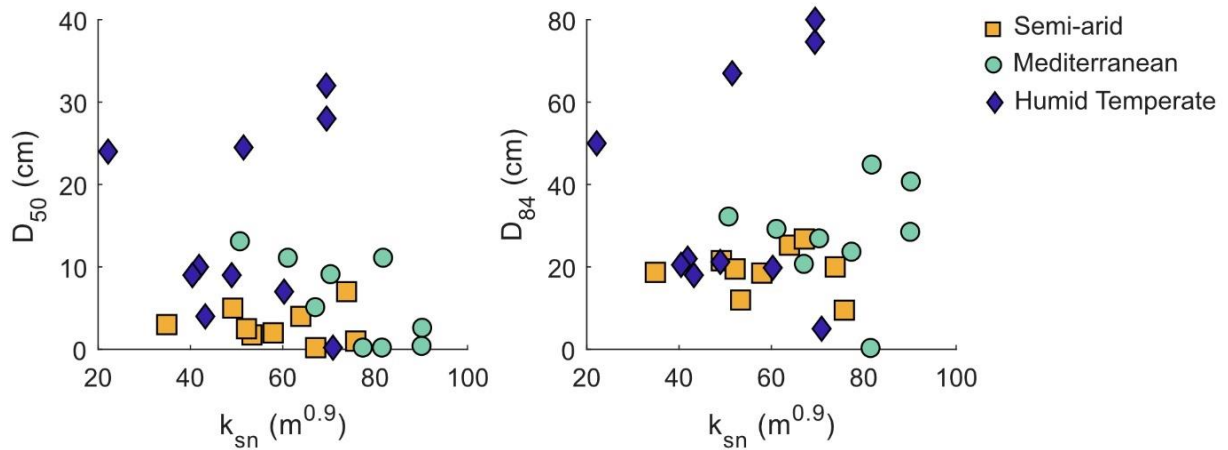 40
30
20
10
0
D50 (cm)
20 40 60 80 100
ksn (m0.9)
80
60
40
20
0
D84 (cm)
20 40 60 80 100
ksn (m0.9)
Semi-arid
Mediterranean
Humid Temperate